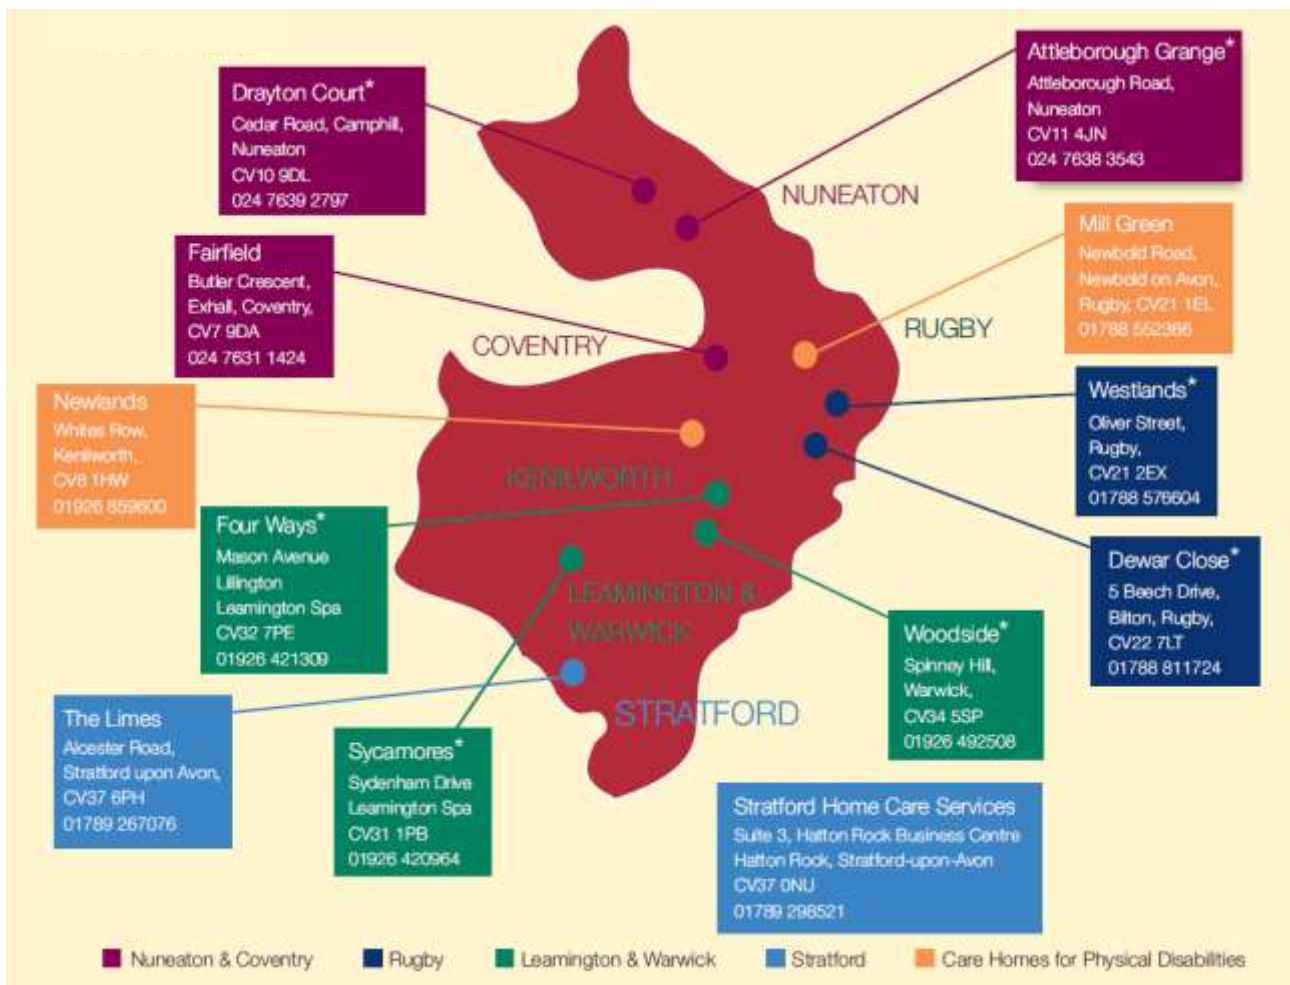 Drayton Court*
Cedar Road, Camphill,
Nuneaton
CV10 9DL
024 7639 2797
Attleborough Grange*
Attleborough Road,
Nuneaton
CV11 4JN
024 7638 3543
NUNEATON
Fairfield
Butler Crescent,
Exhall, Coventry,
CV7 9DA
024 7631 1424
Mill Green
Newbold Road,
Newbold on Avon,
Rugby, CV21 1EL
01788 552366
COVENTRY
RUGBY
Newlands
Whites Row,
Kenilworth,
CV8 1HW
01926 859600
Westlands*
Oliver Street,
Rugby,
CV21 2EX
01788 576604
KENILWORTH
Four Ways*
Mason Avenue
Lillington
Leamington Spa
CV32 7PE
01926 421309
Dewar Close*
5 Beech Drive,
Bilton, Rugby,
CV22 7LT
01788 811724
LEAMINGTON &
WARWICK
Woodside*
Spinney Hill,
Warwick,
CV34 5SP
01926 492508
The Limes
Alcester Road,
Stratford upon Avon,
CV37 6PH
01789 267076
STRATFORD
Sycamores*
Sydenham Drive
Leamington Spa
CV31 1PB
01926 420964
Stratford Home Care Services
Suite 3, Hatton Rock Business Centre
Hatton Rock, Stratford-upon-Avon
CV37 0NU
01789 298521
Nuneaton & Coventry
Rugby
Leamington & Warwick
Stratford
Care Homes for Physical Disabilities